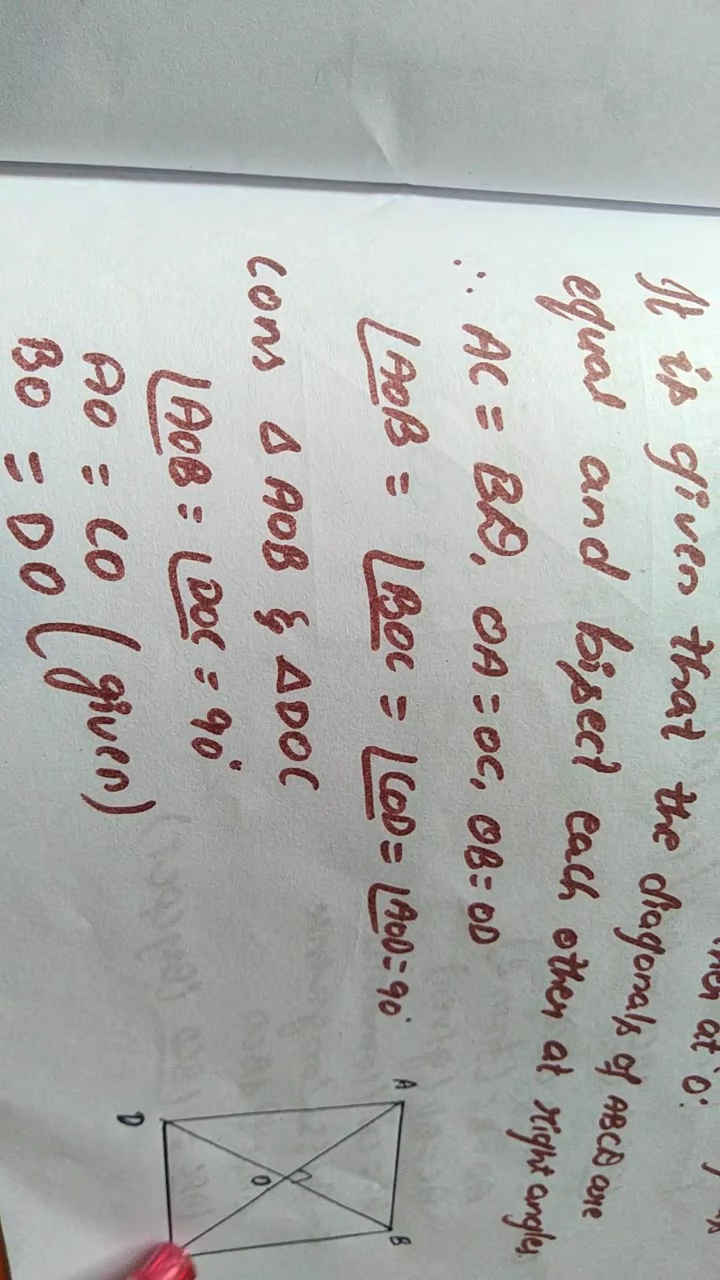 at 'O'.
It is given that the diagonals of ABCD are
equal and bisect each other at right angles.
∴ AC = BD, OA = OC, OB = OD
∠AOB = ∠BOC = ∠COD = ∠AOD = 90°
Cons Δ AOB & ΔDOC
∠AOB = ∠DOC = 90°
AO = CO
BO = DO (given)
A
B
O
D